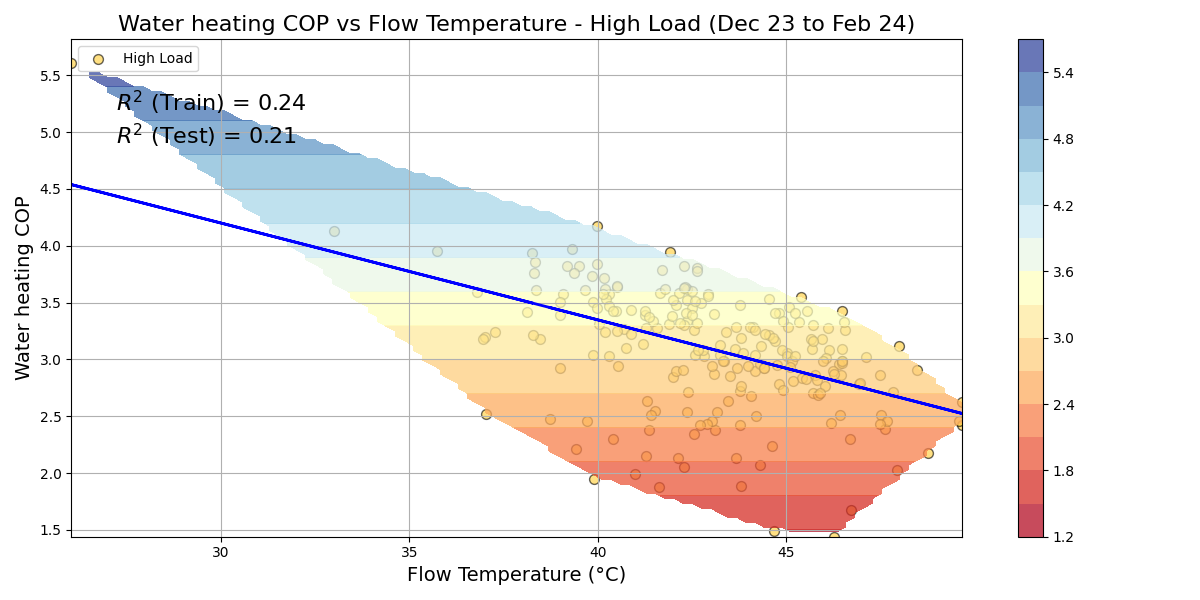 Water heating COP vs Flow Temperature - High Load (Dec 23 to Feb 24)
High Load
R² (Train) = 0.24
R² (Test) = 0.21
Water heating COP
5.5
5.0
4.5
4.0
3.5
3.0
2.5
2.0
1.5
30 35 40 45
Flow Temperature (°C)
5.4
4.8
4.2
3.6
3.0
2.4
1.8
1.2